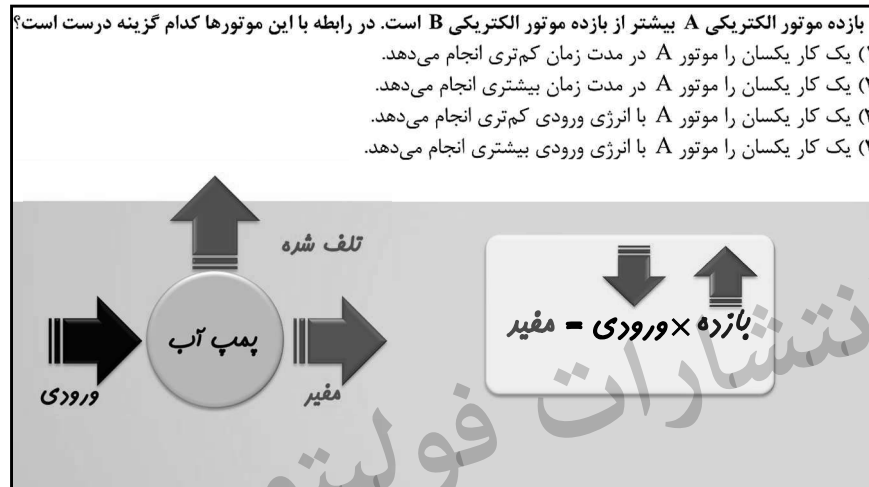 بازده موتور الکتریکی A بیشتر از بازده موتور الکتریکی B است. در رابطه با این موتورها کدام گزینه درست است؟
۱) یک کار یکسان را موتور A در مدت زمان کم‌تری انجام می‌دهد.
۲) یک کار یکسان را موتور A در مدت زمان بیشتری انجام می‌دهد.
۳) یک کار یکسان را موتور A با انرژی ورودی کم‌تری انجام می‌دهد.
۴) یک کار یکسان را موتور A با انرژی ورودی بیشتری انجام می‌دهد.
تلف شده
بازده × ورودی = مفید
پمپ آب
ورودی
مفید